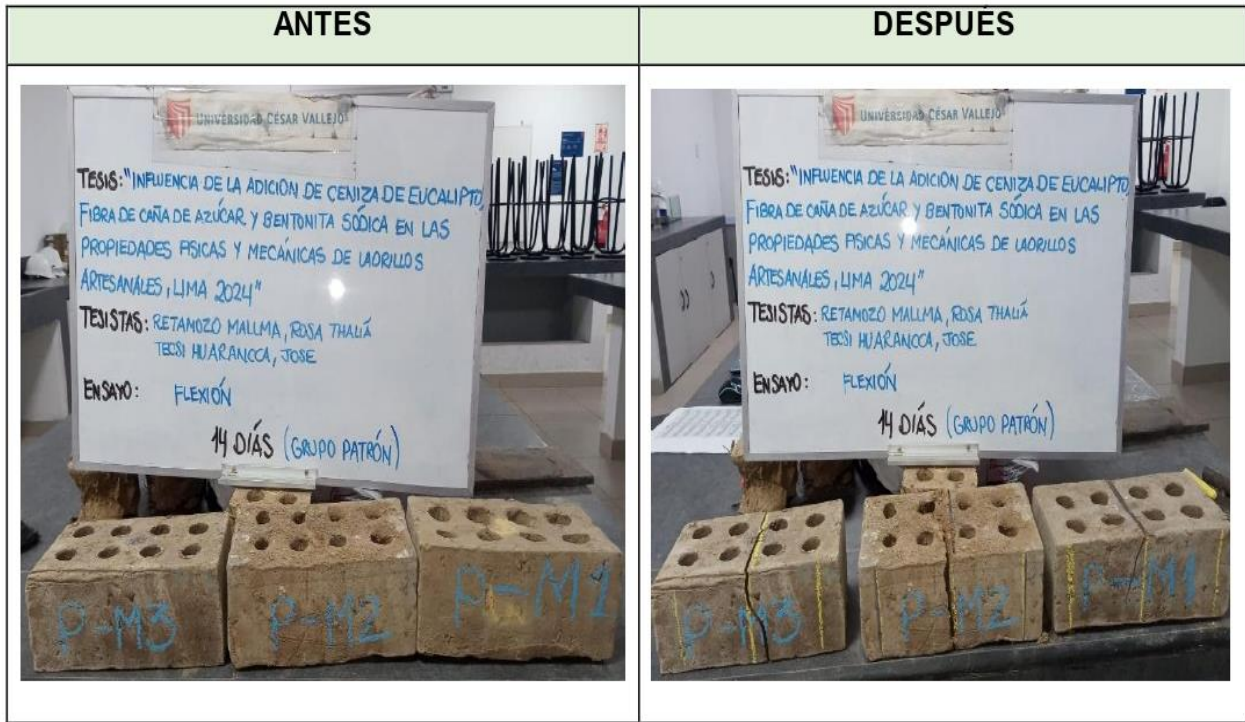 ANTES
DESPUÉS
UNIVERSIDAD CÉSAR VALLEJO
TESIS: "INFLUENCIA DE LA ADICIÓN DE CENIZA DE EUCALIPTO,
FIBRA DE CAÑA DE AZÚCAR Y BENTONITA SÓDICA EN LAS
PROPIEDADES FISICAS Y MECÁNICAS DE LADRILLOS
ARTESANALES, LIMA 2024"
TESISTAS: RETAMOZO MALLMA, ROSA THALIÁ
TECSI HUARANCCA, JOSE
ENSAYO: FLEXIÓN
14 DÍAS (GRUPO PATRÓN)
P-M3
P-M2
P-M1
UNIVERSIDAD CÉSAR VALLEJO
TESIS: "INFLUENCIA DE LA ADICIÓN DE CENIZA DE EUCALIPTO,
FIBRA DE CAÑA DE AZÚCAR Y BENTONITA SÓDICA EN LAS
PROPIEDADES FISICAS Y MECÁNICAS DE LADRILLOS
ARTESANALES, LIMA 2024"
TESISTAS: RETAMOZO MALLMA, ROSA THALIÁ
TECSI HUARANCCA, JOSE
ENSAYO: FLEXIÓN
14 DÍAS (GRUPO PATRÓN)
P-M3
P-M2
P-M1